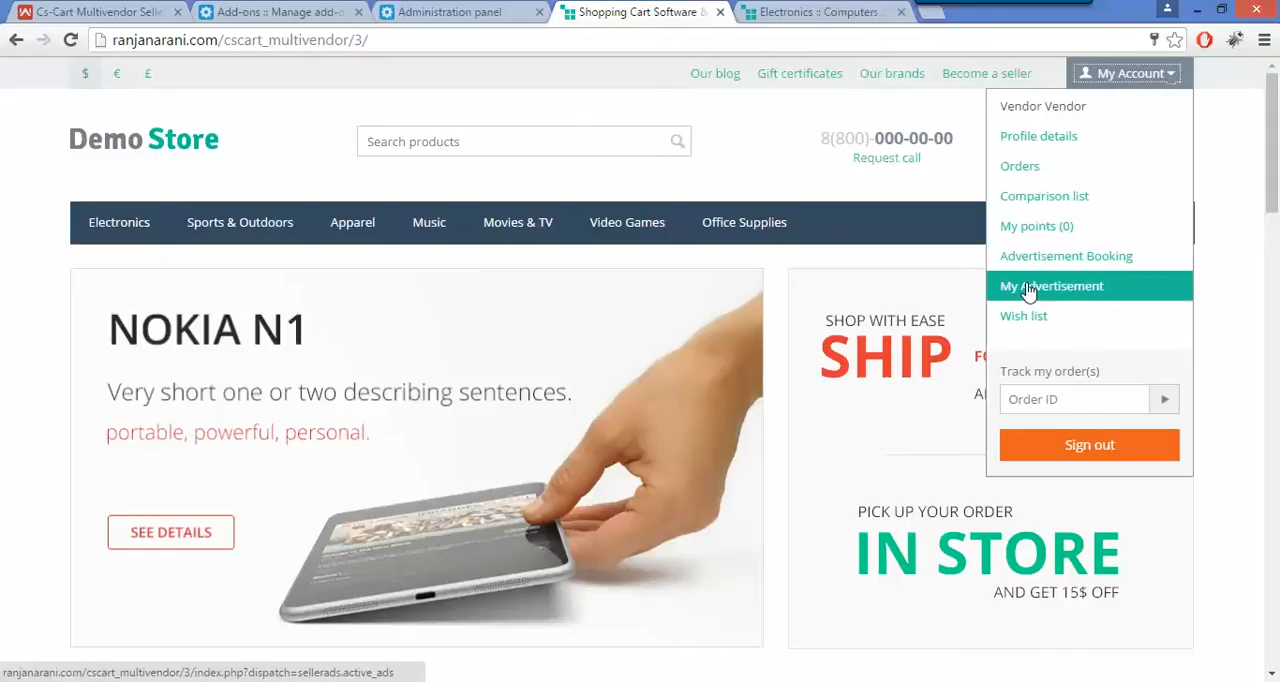 Cs-Cart Multivendor Selle
Add-ons :: Manage add-o
Administration panel
Shopping Cart Software &
Electronics :: Computers
ranjanarani.com/cscart_multivendor/3/
$ € £
Our blog Gift certificates Our brands Become a seller My Account
Vendor Vendor
Profile details
Orders
Comparison list
My points (0)
Advertisement Booking
My Advertisement
Wish list
Track my order(s)
Order ID
Sign out
Demo Store
Search products
8(800)-000-00-00
Request call
Electronics Sports & Outdoors Apparel Music Movies & TV Video Games Office Supplies
NOKIA N1
Very short one or two describing sentences.
portable, powerful, personal.
SEE DETAILS
SHOP WITH EASE
SHIP
PICK UP YOUR ORDER
IN STORE
AND GET 15$ OFF
ranjanarani.com/cscart_multivendor/3/index.php?dispatch=sellerads.active_ads